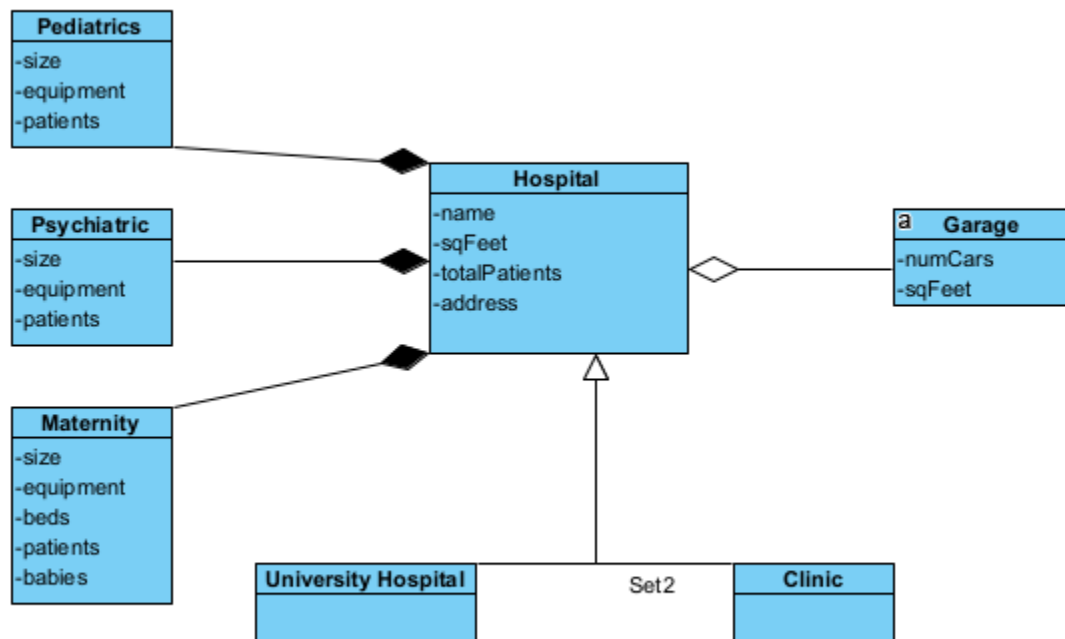 Pediatrics
-size
-equipment
-patients
Hospital
-name
-sqFeet
-totalPatients
-address
Psychiatric
-size
-equipment
-patients
a Garage
-numCars
-sqFeet
Maternity
-size
-equipment
-beds
-patients
-babies
University Hospital
Set2
Clinic